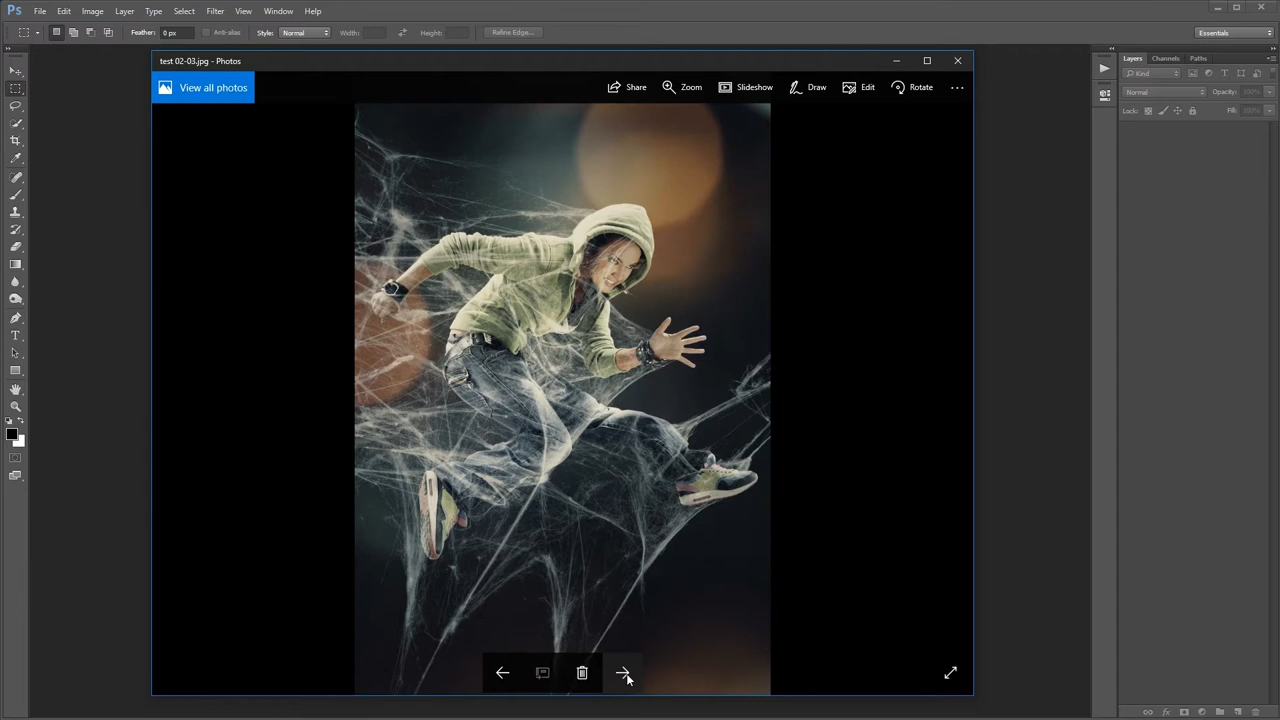 Ps File Edit Image Layer Type Select Filter View Window Help
Feather: 0 px Anti-alias Style: Normal Width: Height: Refine Edge... Essentials
test 02-03.jpg - Photos
Layers Channels Paths
View all photos Share Zoom Slideshow Draw Edit Rotate
Kind
Normal Opacity: 100%
Lock: Fill: 100%